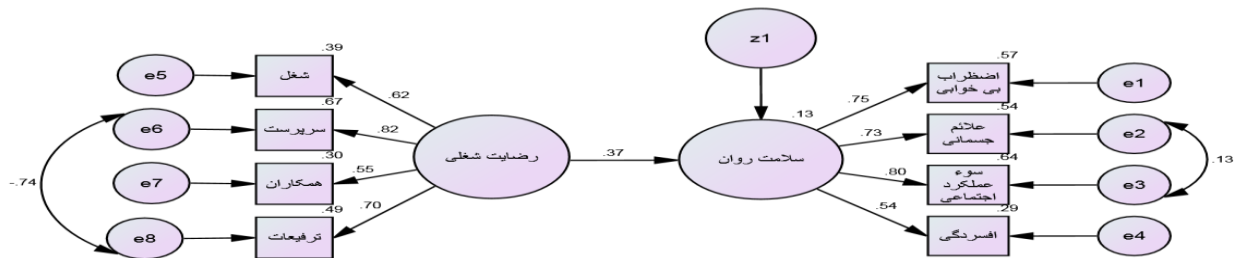 z1
.39
شغل
e5
.62
.67
سرپرست
e6
.82
.30
همکاران
e7
.55
.49
ترفیعات
e8
.70
-.74
رضایت شغلی
.37
.13
سلامت روان
.57
اضطراب
بی خوابی
e1
.75
.54
علائم
جسمانی
e2
.73
.64
سوء
عملکرد
اجتماعی
e3
.80
.29
افسردگی
e4
.54
.13